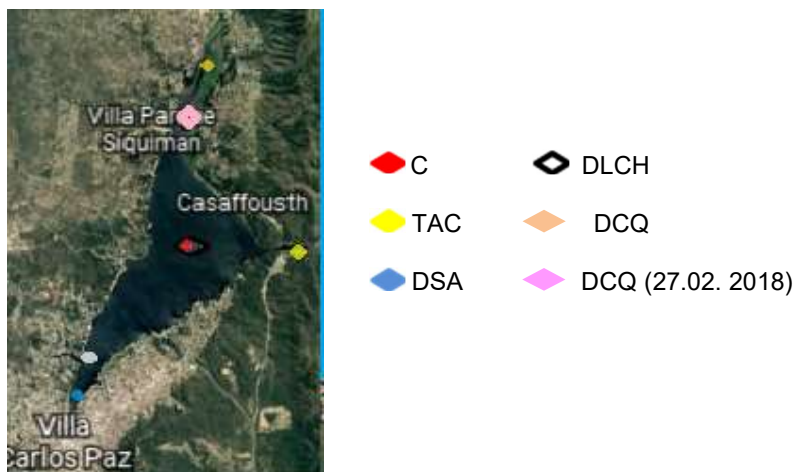 Villa Parque
Siquiman
Casaffousth
Villa
Carlos Paz
C
DLCH
TAC
DCQ
DSA
DCQ (27.02. 2018)